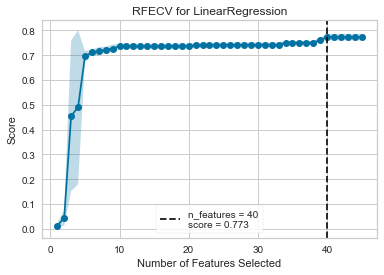 RFECV for LinearRegression
Score
0.8
0.7
0.6
0.5
0.4
0.3
0.2
0.1
0.0
n_features = 40
score = 0.773
0 10 20 30 40
Number of Features Selected